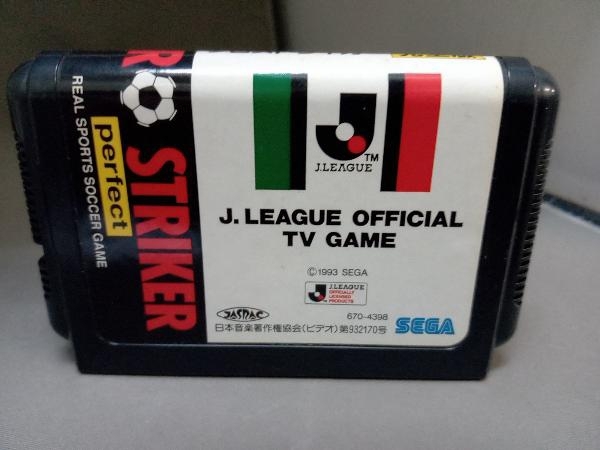 STRIKER
perfect
REAL SPORTS SOCCER GAME
J.LEAGUE
TM
J. LEAGUE OFFICIAL
TV GAME
©1993 SEGA
J.LEAGUE
OFFICIALLY
LICENSED
PRODUCTS
670-4398
JASRAC
日本音楽著作権協会(ビデオ)第932170号
SEGA